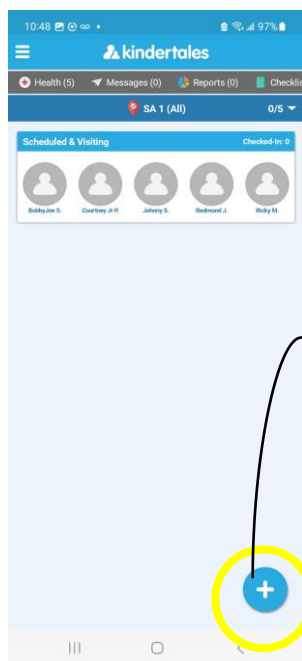 10:48 97%
kindertales
Health (5) Messages (0) Reports (0) Checklis
SA 1 (All) 0/5
Scheduled & Visiting Checked-In: 0
BobbyJoe S. Courtney Jr P. Johnny S. Redmond J. Ricky M.
+